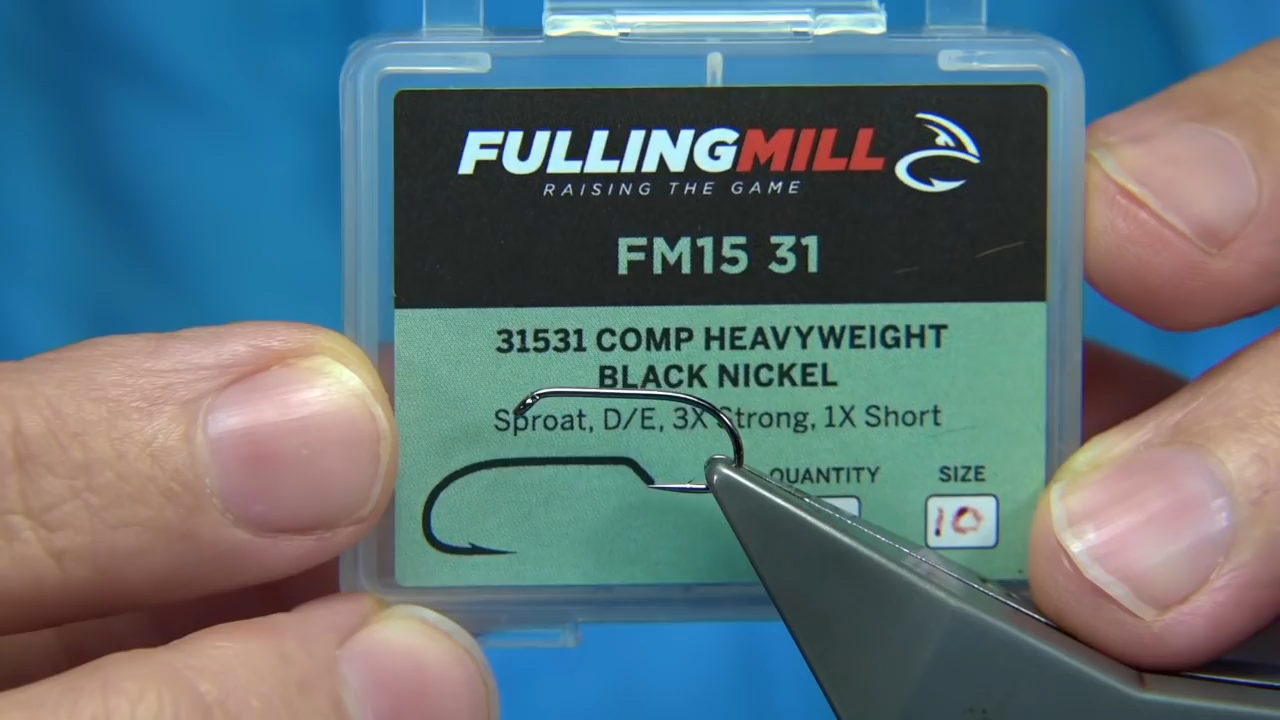 FULLINGMILL
RAISING THE GAME
FM15 31
31531 COMP HEAVYWEIGHT
BLACK NICKEL
Sproat, D/E, 3X Strong, 1X Short
QUANTITY SIZE
10